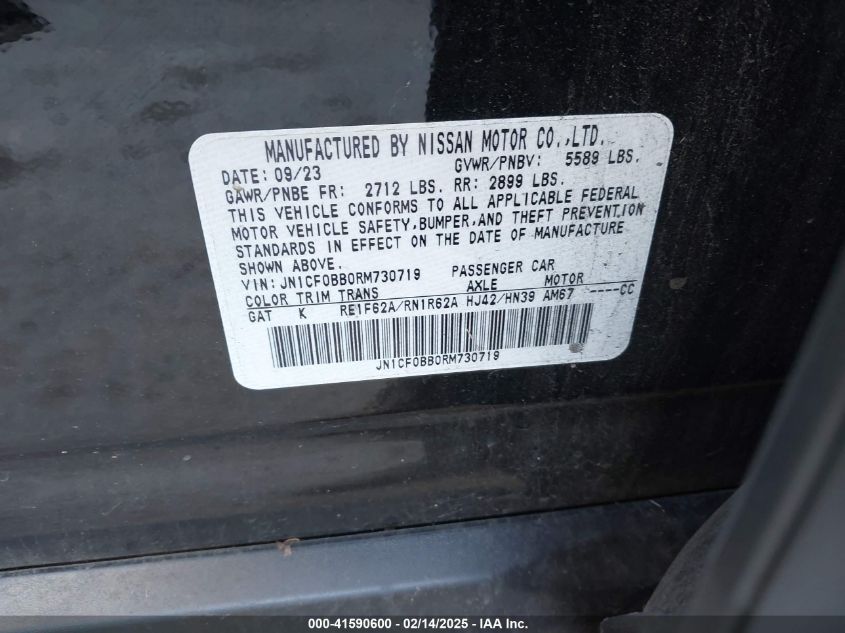 MANUFACTURED BY NISSAN MOTOR CO.,LTD.
DATE: 09/23 GVWR/PNBV: 5589 LBS.
GAWR/PNBE FR: 2712 LBS. RR: 2899 LBS.
THIS VEHICLE CONFORMS TO ALL APPLICABLE FEDERAL
MOTOR VEHICLE SAFETY,BUMPER,AND THEFT PREVENTION
STANDARDS IN EFFECT ON THE DATE OF MANUFACTURE
SHOWN ABOVE.
VIN: JN1CF0BB0RM730719 PASSENGER CAR
COLOR TRIM TRANS AXLE MOTOR
GAT K RE1F62A/RN1R62A HJ42/HN39 AM67 ----CC
JN1CF0BB0RM730719
000-41590600 - 02/14/2025 - IAA Inc.